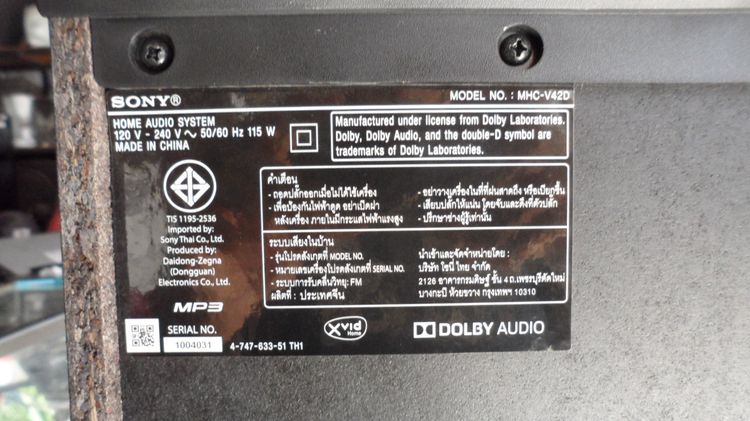 SONY®
MODEL NO. : MHC-V42D
HOME AUDIO SYSTEM
120 V - 240 V ~ 50/60 Hz 115 W
MADE IN CHINA
Manufactured under license from Dolby Laboratories.
Dolby, Dolby Audio, and the double-D symbol are
trademarks of Dolby Laboratories.
TIS 1195-2536
Imported by:
Sony Thai Co., Ltd.
Produced by:
Daidong-Zegna
(Dongguan)
Electronics Co., Ltd.
คำเตือน
- ถอดปลั๊กออกเมื่อไม่ได้ใช้เครื่อง
- เพื่อป้องกันไฟฟ้าดูด อย่าเปิดฝา
หลังเครื่อง ภายในมีกระแสไฟฟ้าแรงสูง
- อย่าวางเครื่องในที่ที่ฝนสาดถึง หรือเปียกชื้น
- เสียบปลั๊กให้แน่น โดยจับและดึงที่ตัวปลั๊ก
- ปรึกษาช่างผู้รู้เท่านั้น
ระบบเสียงในบ้าน
- รุ่นโปรดสังเกตที่ MODEL NO.
- หมายเลขเครื่องโปรดสังเกตที่ SERIAL NO.
- ระบบการรับคลื่นวิทยุ: FM
ผลิตที่ : ประเทศจีน
นำเข้าและจัดจำหน่ายโดย :
บริษัท โซนี่ ไทย จำกัด
2126 อาคารกรมดิษฐ์ ชั้น 4 ถ.เพชรบุรีตัดใหม่
บางกะปิ ห้วยขวาง กรุงเทพฯ 10310
MP3
SERIAL NO.
1004031
4-747-633-51 TH1
Xvid
Home
DOLBY AUDIO